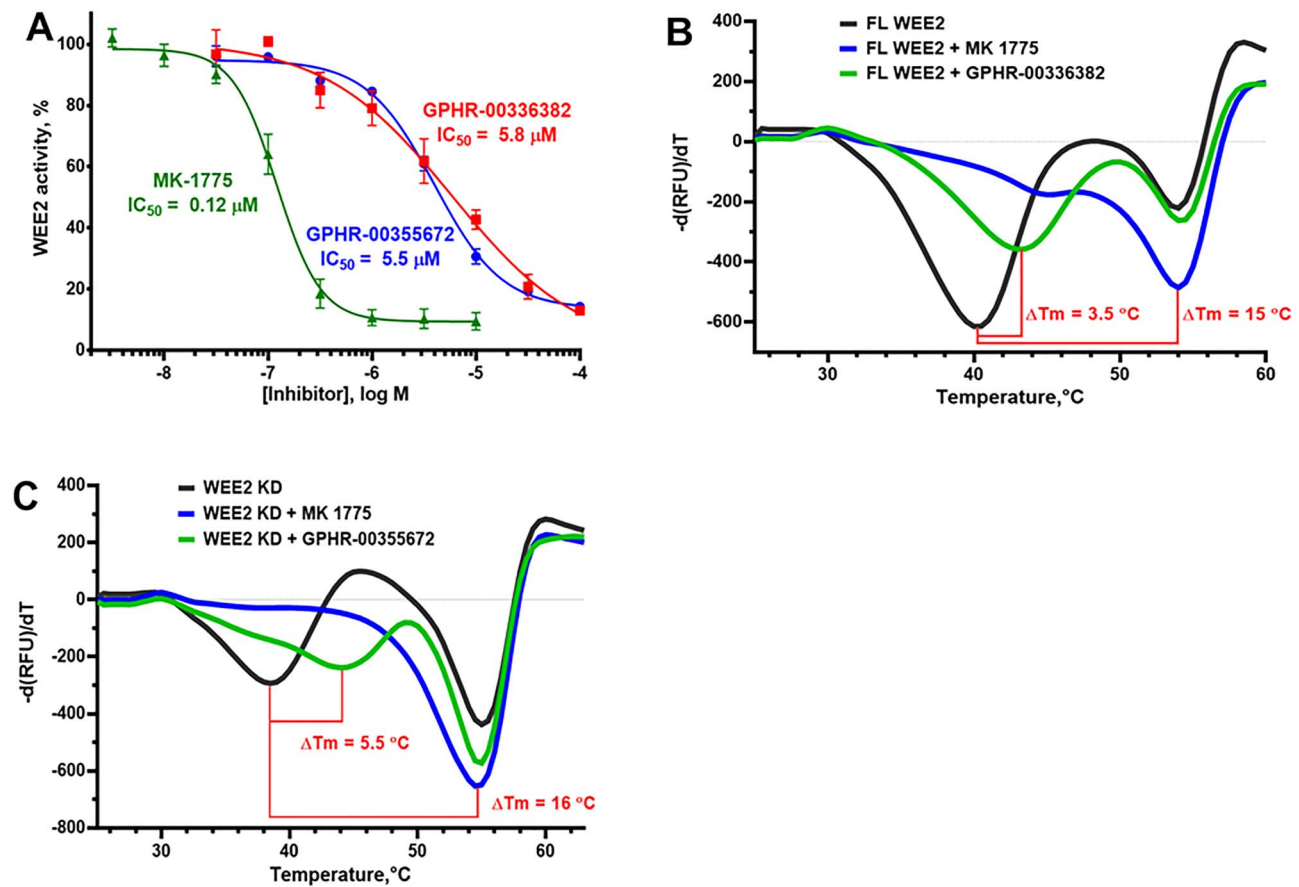 A
WEE2 activity, %
100
80
60
40
20
0
GPHR-00336382
IC50 = 5.8 μM
MK-1775
IC50 = 0.12 μM
GPHR-00355672
IC50 = 5.5 μM
-8
-7
-6
-5
-4
[Inhibitor], log M
B
FL WEE2
FL WEE2 + MK 1775
FL WEE2 + GPHR-00336382
-d(RFU)/dT
400
200
0
-200
-400
-600
ΔTm = 3.5 °C
ΔTm = 15 °C
30
40
50
60
Temperature,°C
C
WEE2 KD
WEE2 KD + MK 1775
WEE2 KD + GPHR-00355672
-d(RFU)/dT
400
200
0
-200
-400
-600
-800
ΔTm = 5.5 °C
ΔTm = 16 °C
30
40
50
60
Temperature,°C